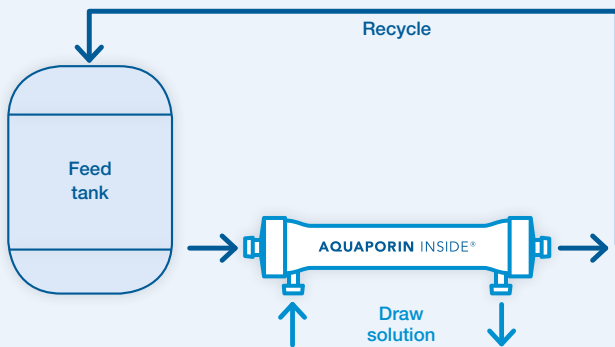 Recycle
Feed
tank
AQUAPORIN INSIDE®
Draw
solution